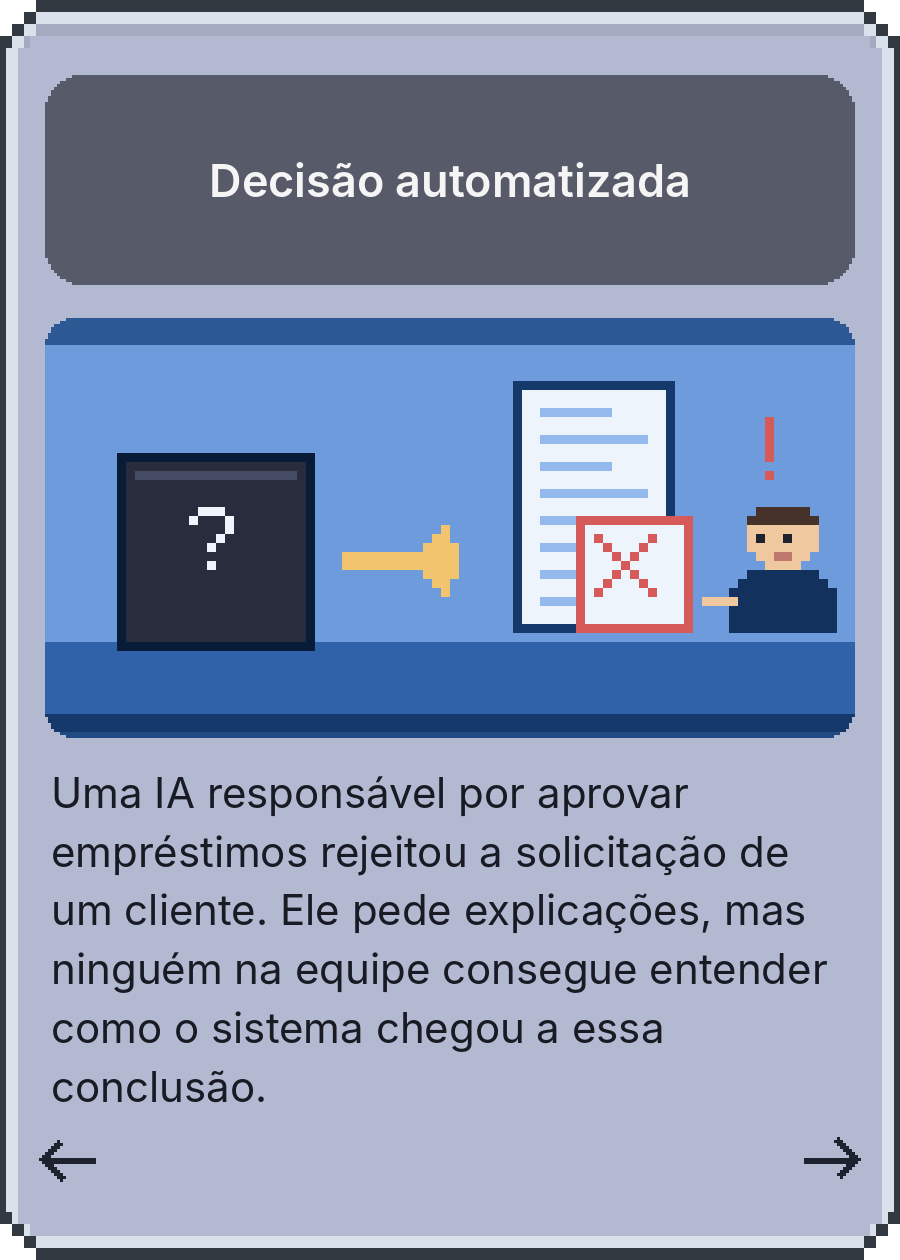 Decisão automatizada
?
!
Uma IA responsável por aprovar
empréstimos rejeitou a solicitação de
um cliente. Ele pede explicações, mas
ninguém na equipe consegue entender
como o sistema chegou a essa
conclusão.